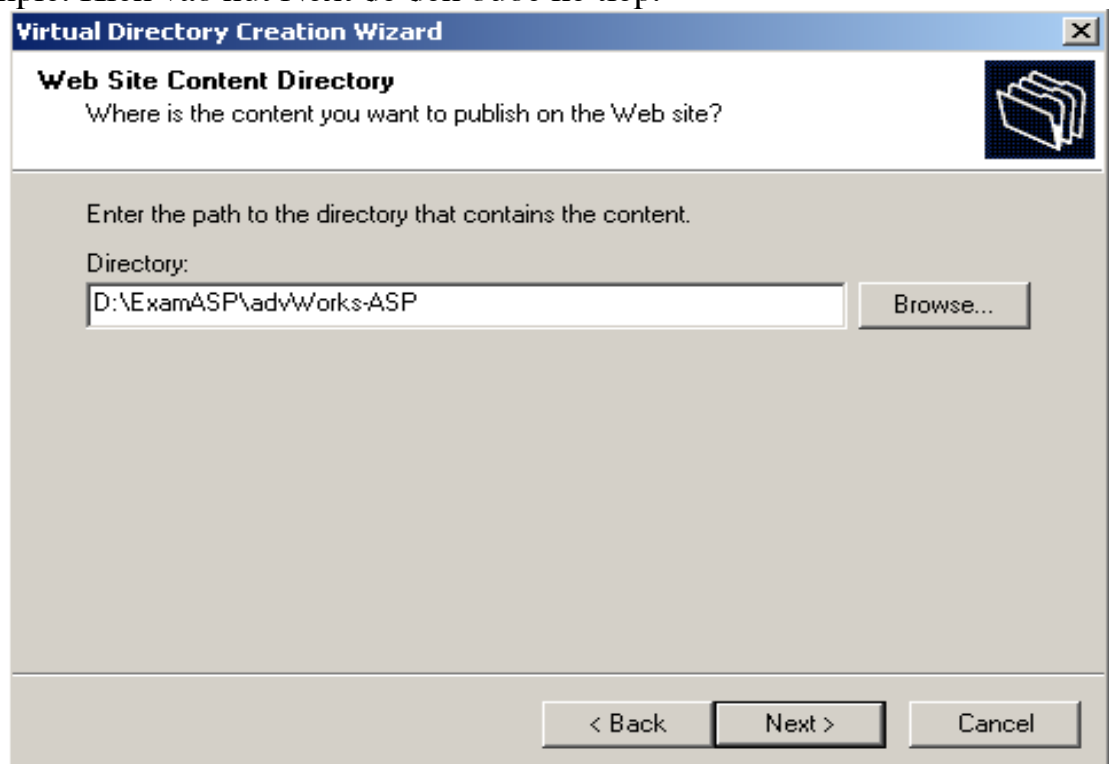 Virtual Directory Creation Wizard
Web Site Content Directory
Where is the content you want to publish on the Web site?
Enter the path to the directory that contains the content.
Directory:
D:\ExamASP\advWorks-ASP
Browse...
< Back Next > Cancel